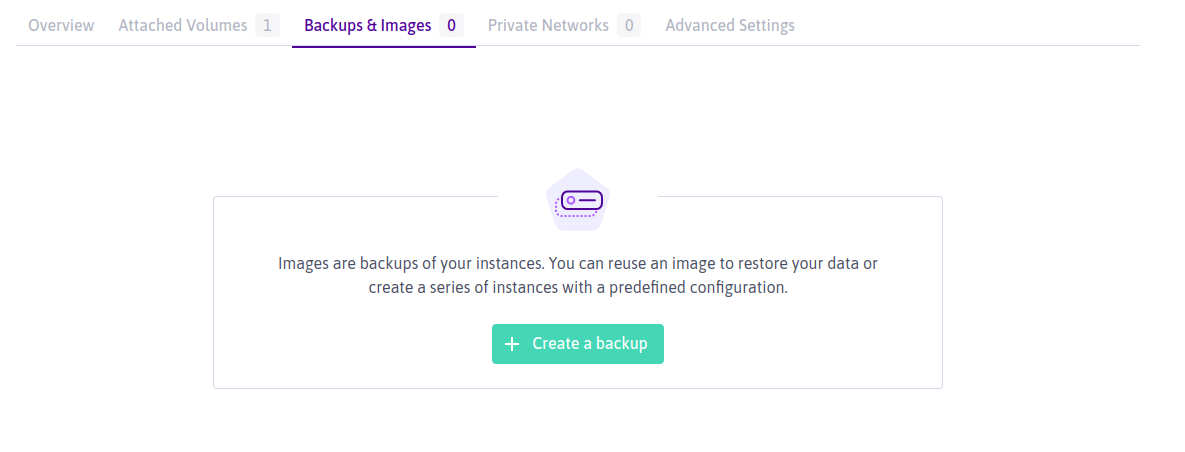 Overview Attached Volumes 1 Backups & Images 0 Private Networks 0 Advanced Settings
Images are backups of your instances. You can reuse an image to restore your data or
create a series of instances with a predefined configuration.
+ Create a backup